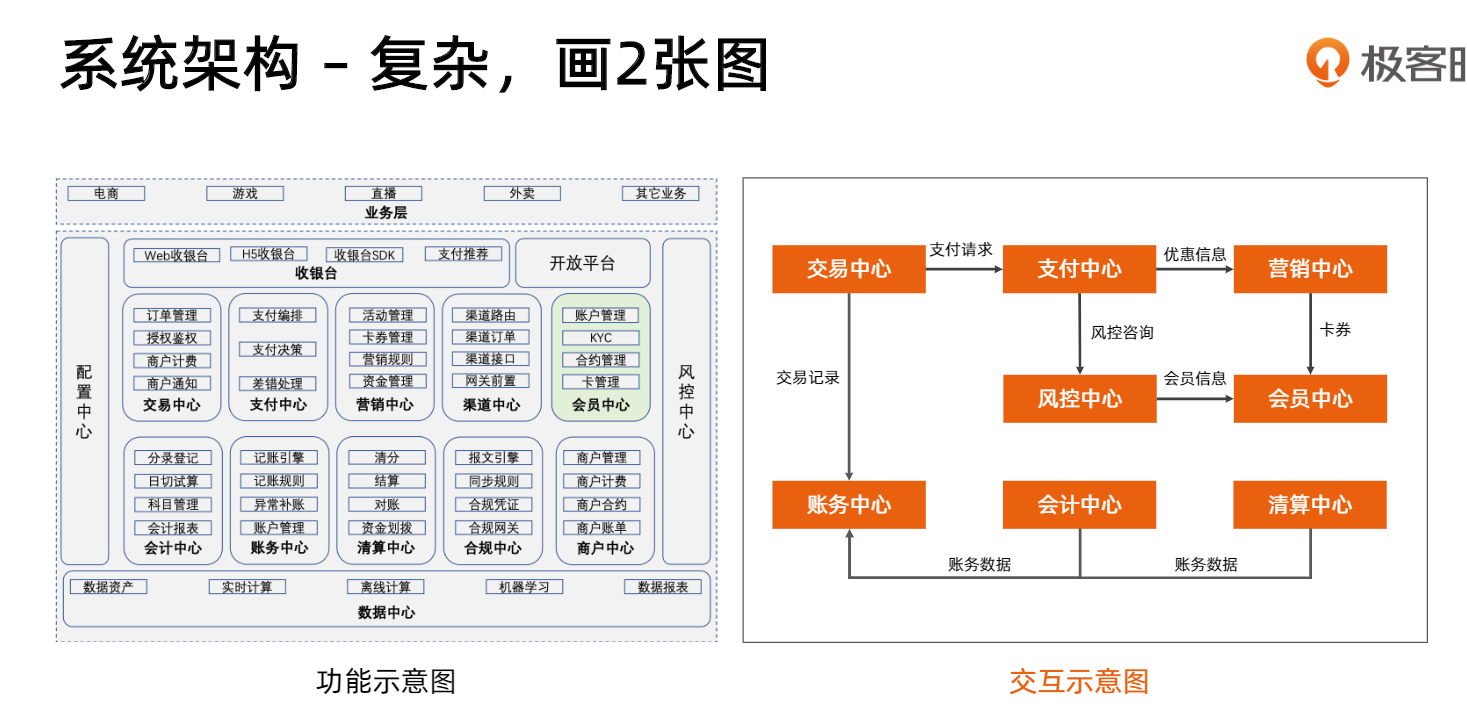 系统架构 – 复杂，画2张图
极客
电商
游戏
直播
外卖
其它业务
业务层
配置中心
Web收银台
H5收银台
收银台SDK
支付推荐
收银台
开放平台
风控中心
订单管理
授权鉴权
商户计费
商户通知
交易中心
支付编排
支付决策
差错处理
支付中心
活动管理
卡券管理
营销规则
资金管理
营销中心
渠道路由
渠道订单
渠道接口
网关前置
渠道中心
账户管理
KYC
合约管理
卡管理
会员中心
分录登记
日切试算
科目管理
会计报表
会计中心
记账引擎
记账规则
异常补账
账户管理
账务中心
清分
结算
对账
资金划拨
清算中心
报文引擎
同步规则
合规凭证
合规网关
合规中心
商户管理
商户计费
商户合约
商户账单
商户中心
数据资产
实时计算
离线计算
机器学习
数据报表
数据中心
功能示意图
交易中心
支付请求
支付中心
优惠信息
营销中心
风控咨询
卡券
交易记录
风控中心
会员信息
会员中心
账务中心
会计中心
清算中心
账务数据
账务数据
交互示意图